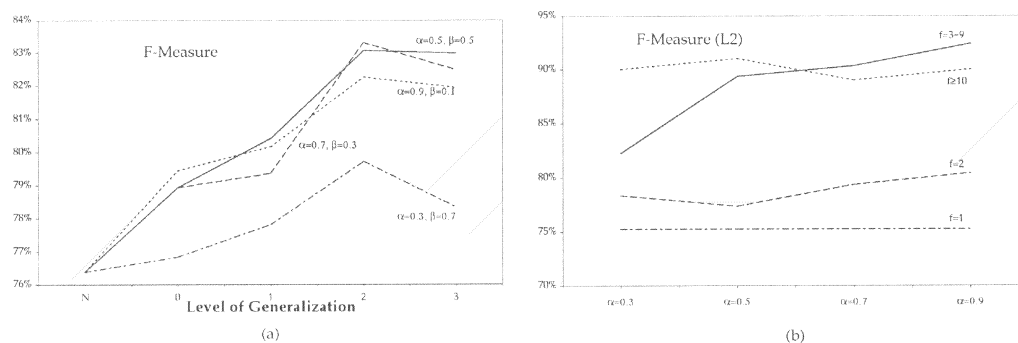 84%
83%
82%
81%
80%
79%
78%
77%
76%
F-Measure
α=0.5, β=0.5
α=0.9, β=0.1
α=0.7, β=0.3
α=0.3, β=0.7
N 0 1 2 3
Level of Generalization
(a)
95%
90%
85%
80%
75%
70%
F-Measure (L2)
f=3-9
f≥10
f=2
f=1
α=0.3 α=0.5 α=0.7 α=0.9
(b)